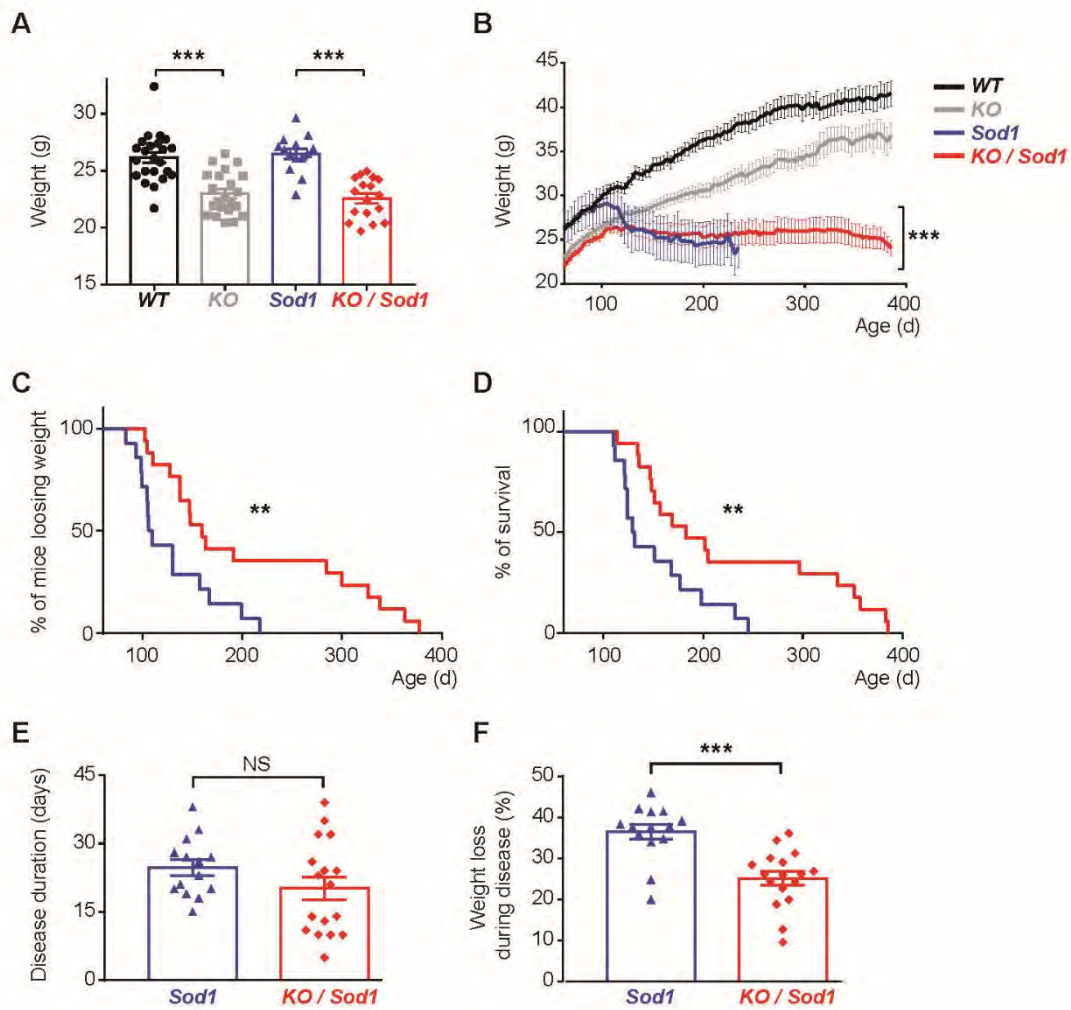 A
***
***
Weight (g)
30
25
20
15
WT
KO
Sod1
KO / Sod1
B
Weight (g)
45
40
35
30
25
20
100
200
300
400
Age (d)
WT
KO
Sod1
KO / Sod1
***
C
% of mice loosing weight
100
50
0
**
100
200
300
400
Age (d)
D
% of survival
100
50
0
**
100
200
300
400
Age (d)
E
Disease duration (days)
45
30
15
0
NS
Sod1
KO / Sod1
F
Weight loss
during disease (%)
50
40
30
20
10
0
***
Sod1
KO / Sod1